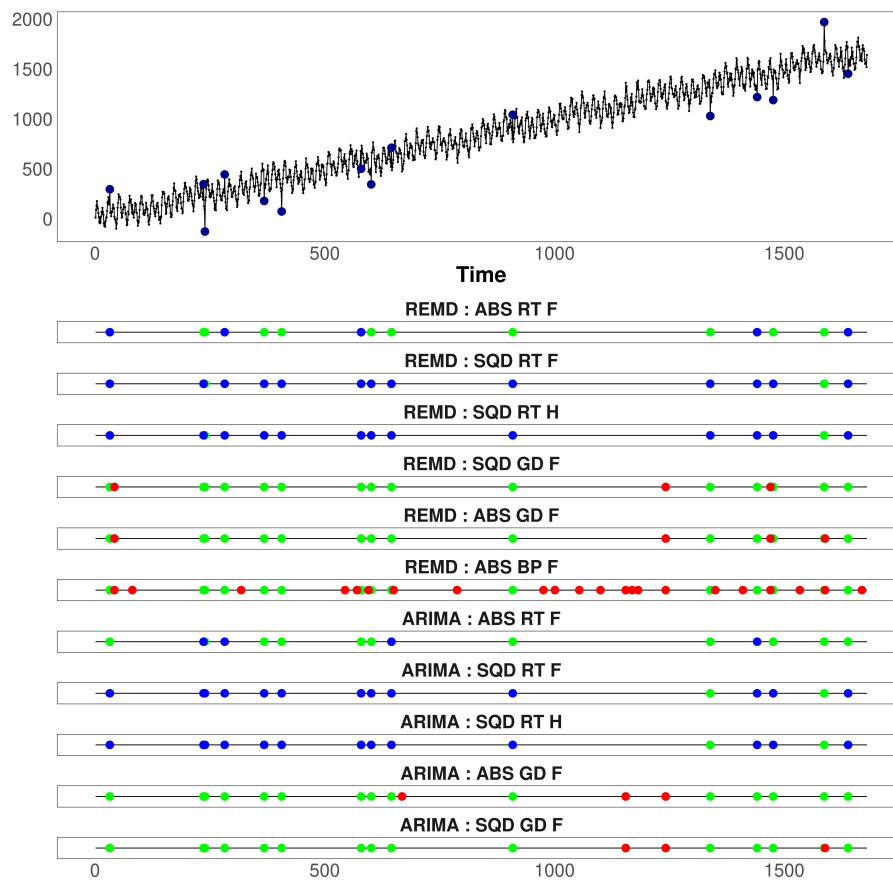 2000
1500
1000
500
0
0 500 1000 1500
Time
REMD : ABS RT F
REMD : SQD RT F
REMD : SQD RT H
REMD : SQD GD F
REMD : ABS GD F
REMD : ABS BP F
ARIMA : ABS RT F
ARIMA : SQD RT F
ARIMA : SQD RT H
ARIMA : ABS GD F
ARIMA : SQD GD F
0 500 1000 1500